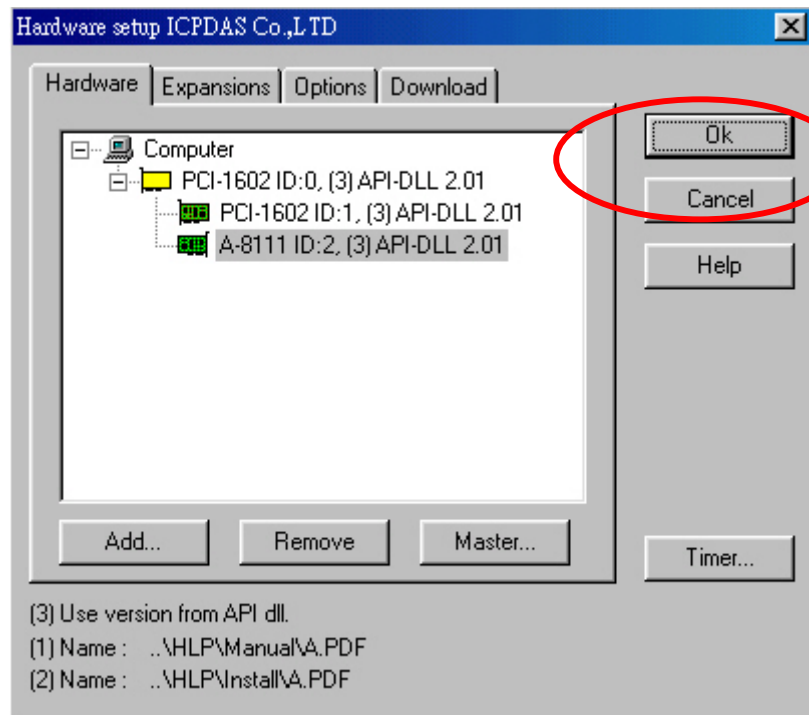 Hardware setup ICPDAS Co.,LTD
Hardware Expansions Options Download
Computer
PCI-1602 ID:0, (3) API-DLL 2.01
PCI-1602 ID:1, (3) API-DLL 2.01
A-8111 ID:2, (3) API-DLL 2.01
Ok
Cancel
Help
Add... Remove Master...
Timer...
(3) Use version from API dll.
(1) Name : ..\HLP\Manual\A.PDF
(2) Name : ..\HLP\Install\A.PDF